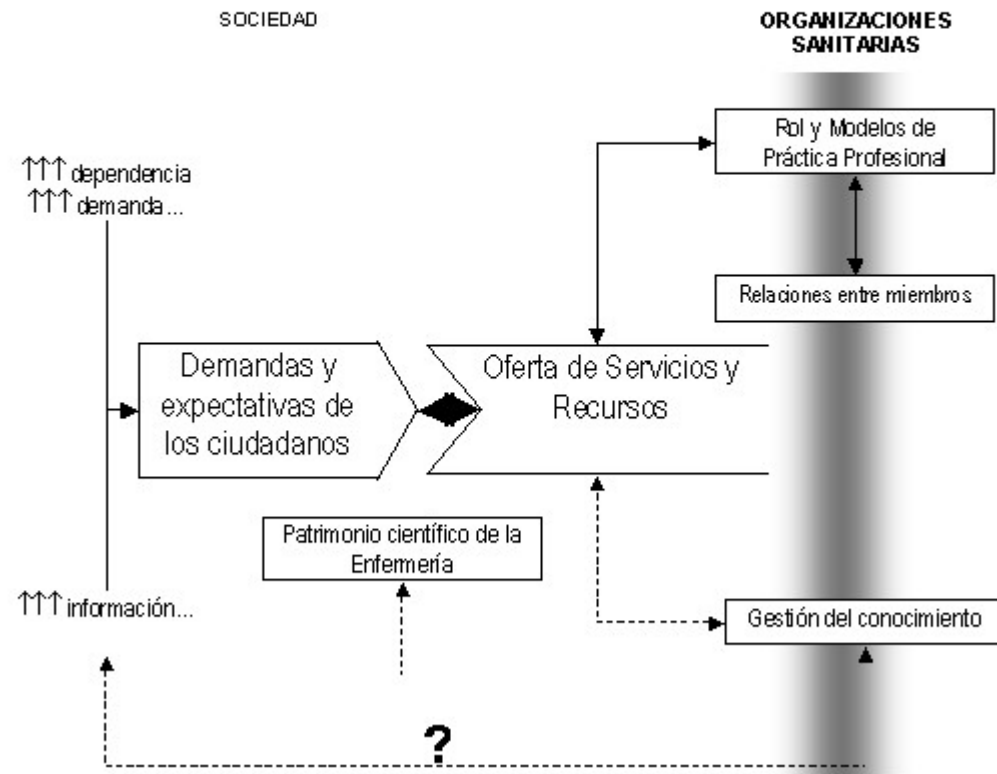 SOCIEDAD
ORGANIZACIONES
SANITARIAS
Rol y Modelos de
Práctica Profesional
↑↑↑ dependencia
↑↑↑ demanda...
Relaciones entre miembros
Demandas y
expectativas de
los ciudadanos
Oferta de Servicios y
Recursos
Patrimonio científico de la
Enfermería
↑↑↑ información...
Gestión del conocimiento
?